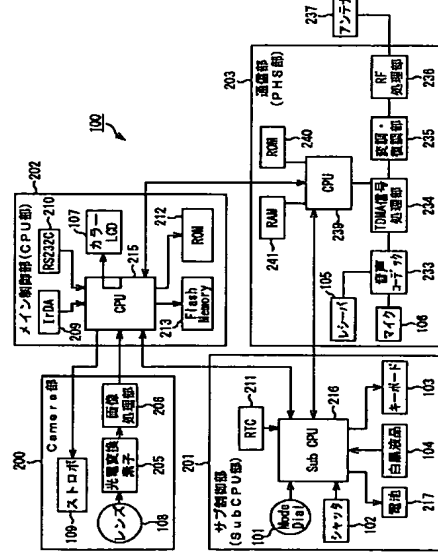 100
200
Camera部
109
ストロボ
レンズ
108
光電変換
素子
205
画像
処理部
206
202
メイン制御部(CPU部)
IrDA
209
RS232C
210
107
カラー
LCD
CPU
215
212
ROM
Flash
Memory
213
201
サブ制御部
(SubCPU部)
RTC
211
Mode
Dial
101
シャッタ
102
Sub CPU
216
キーボード
103
白黒液晶
104
電池
217
203
通信部
(PHS部)
ROM
240
RAM
241
CPU
239
レシーバ
105
マイク
106
音声
コーデック
233
TDMA信号
処理部
234
変調・
復調部
235
RF
処理部
236
アンテナ
237